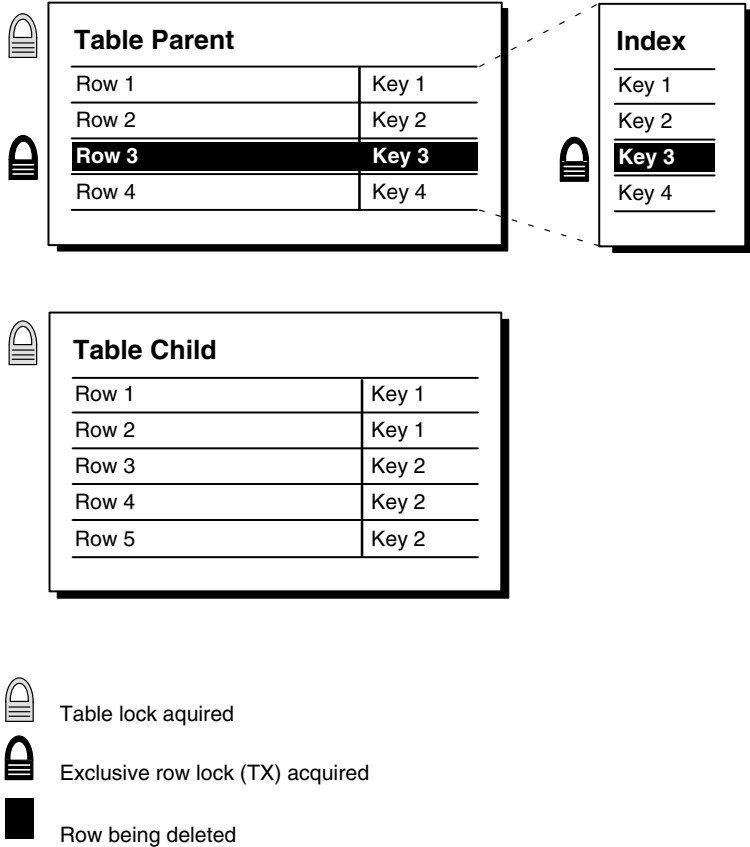 Table Parent
Row 1 Key 1
Row 2 Key 2
Row 3 Key 3
Row 4 Key 4
Index
Key 1
Key 2
Key 3
Key 4
Table Child
Row 1 Key 1
Row 2 Key 1
Row 3 Key 2
Row 4 Key 2
Row 5 Key 2
Table lock aquired
Exclusive row lock (TX) acquired
Row being deleted